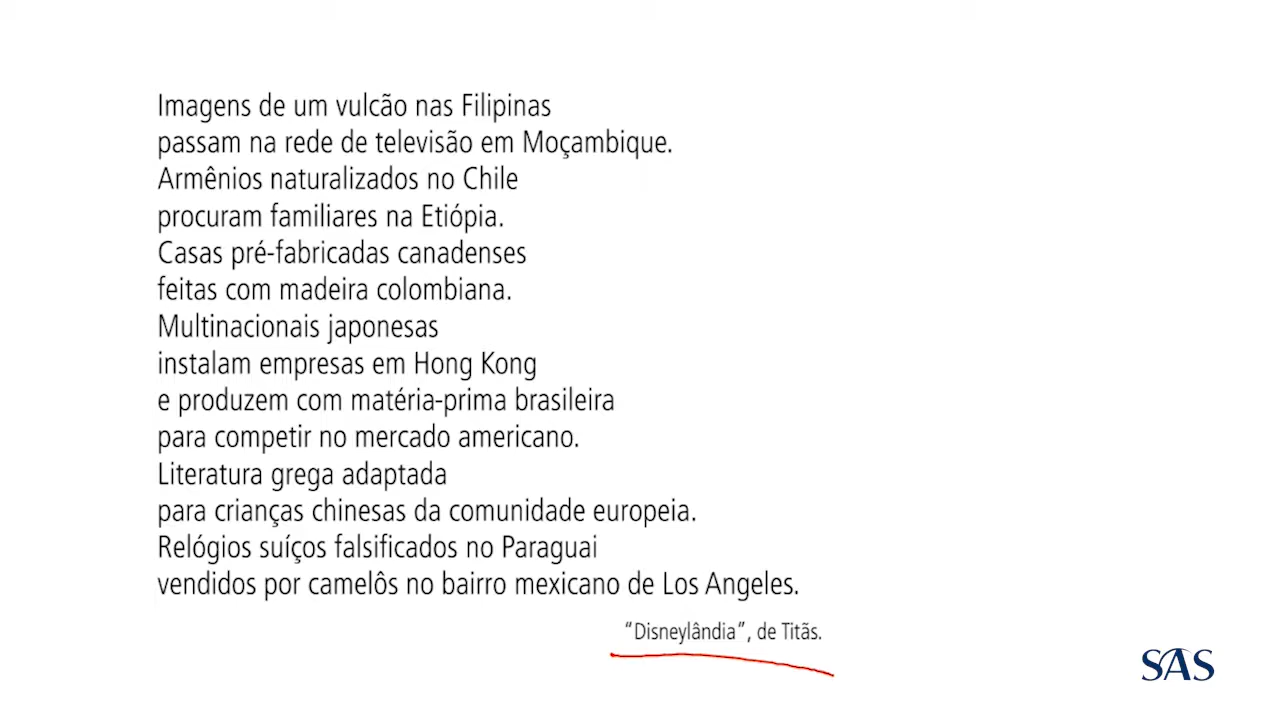 Imagens de um vulcão nas Filipinas
passam na rede de televisão em Moçambique.
Armênios naturalizados no Chile
procuram familiares na Etiópia.
Casas pré-fabricadas canadenses
feitas com madeira colombiana.
Multinacionais japonesas
instalam empresas em Hong Kong
e produzem com matéria-prima brasileira
para competir no mercado americano.
Literatura grega adaptada
para crianças chinesas da comunidade europeia.
Relógios suíços falsificados no Paraguai
vendidos por camelôs no bairro mexicano de Los Angeles.
“Disneylândia”, de Titãs.
SAS